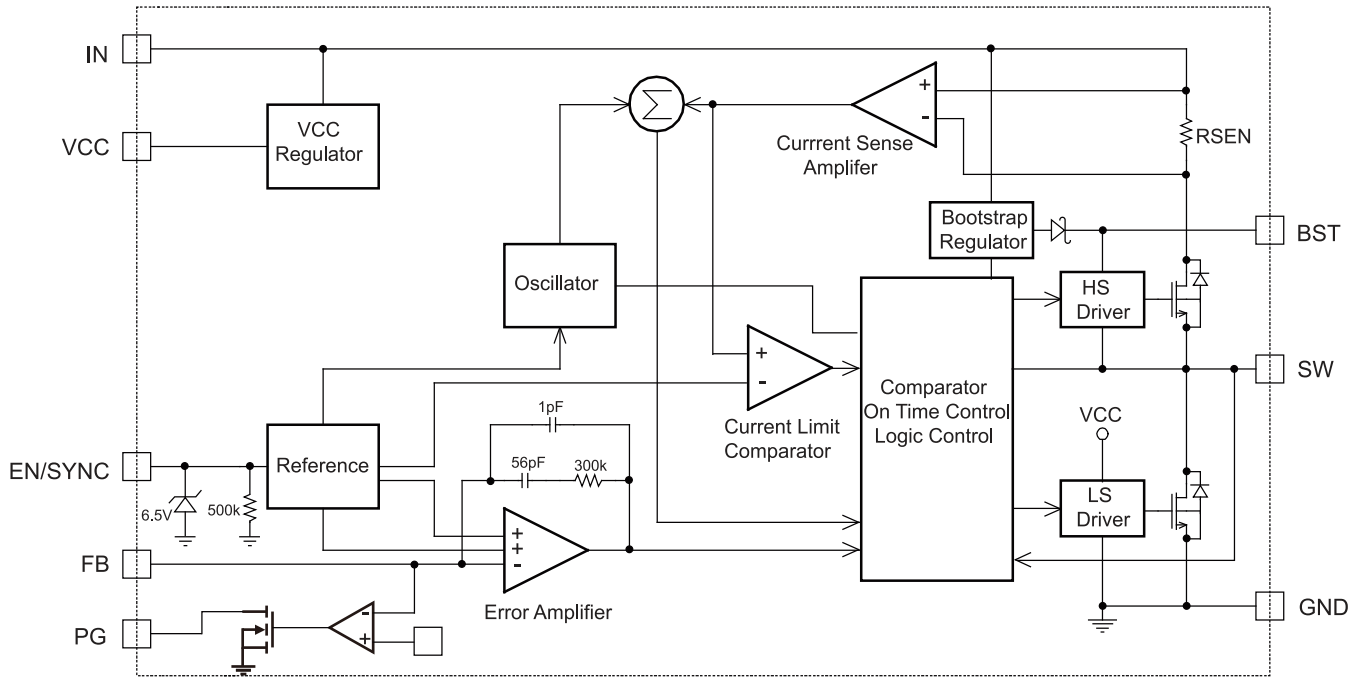 IN
VCC
VCC
Regulator
Σ
+
-
Currrent Sense
Amplifer
RSEN
Bootstrap
Regulator
BST
Oscillator
HS
Driver
+
-
Current Limit
Comparator
Comparator
On Time Control
Logic Control
SW
VCC
1pF
56pF
300k
EN/SYNC
Reference
6.5V
500k
LS
Driver
+
+
-
Error Amplifier
FB
PG
-
+
GND